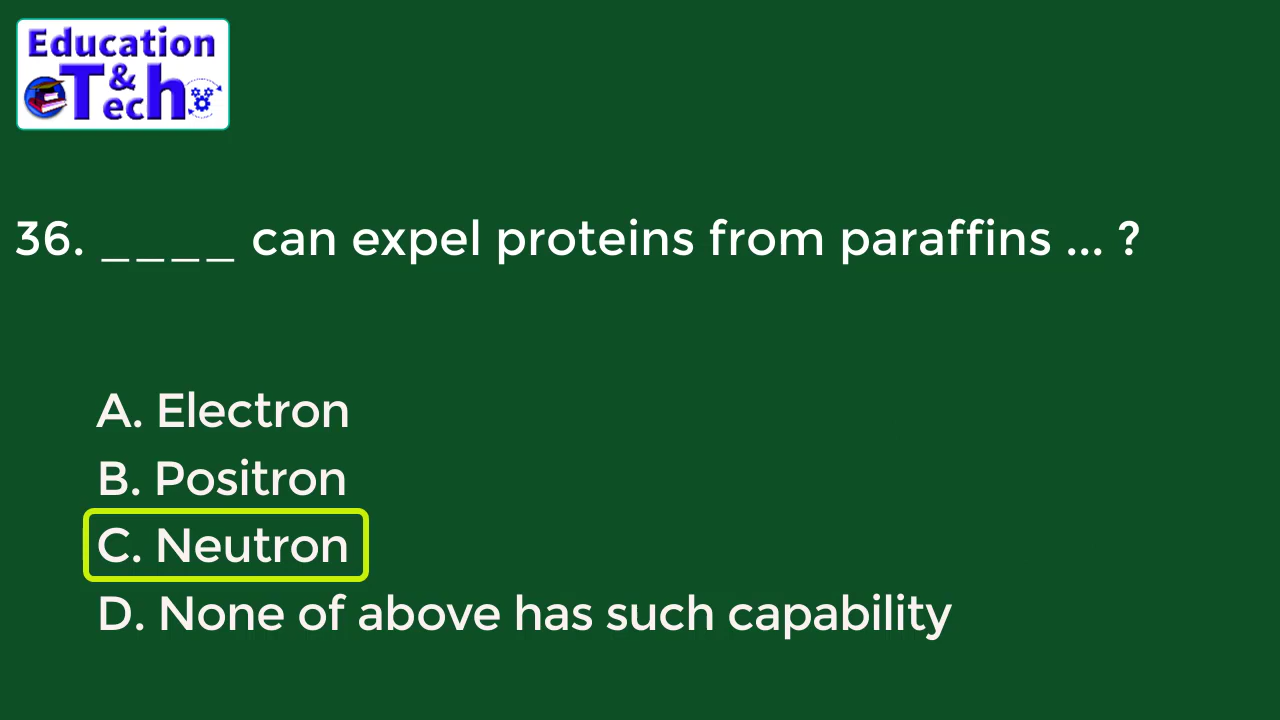 Education
& Tech
36. ____ can expel proteins from paraffins ... ?
A. Electron
B. Positron
C. Neutron
D. None of above has such capability